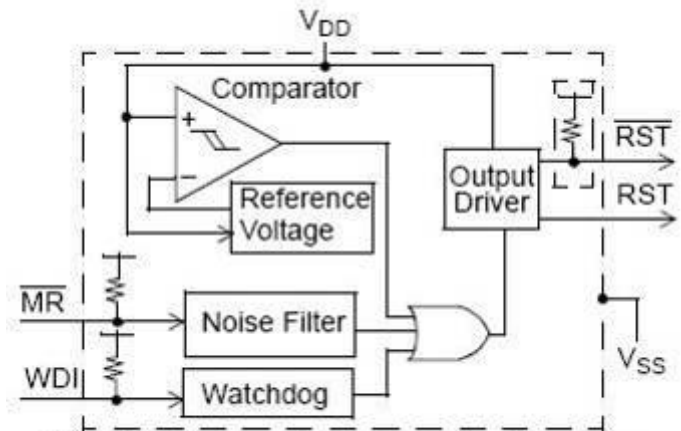 VDD
Comparator
+
−
Reference
Voltage
Output
Driver
RST
RST
MR
Noise Filter
WDI
Watchdog
VSS